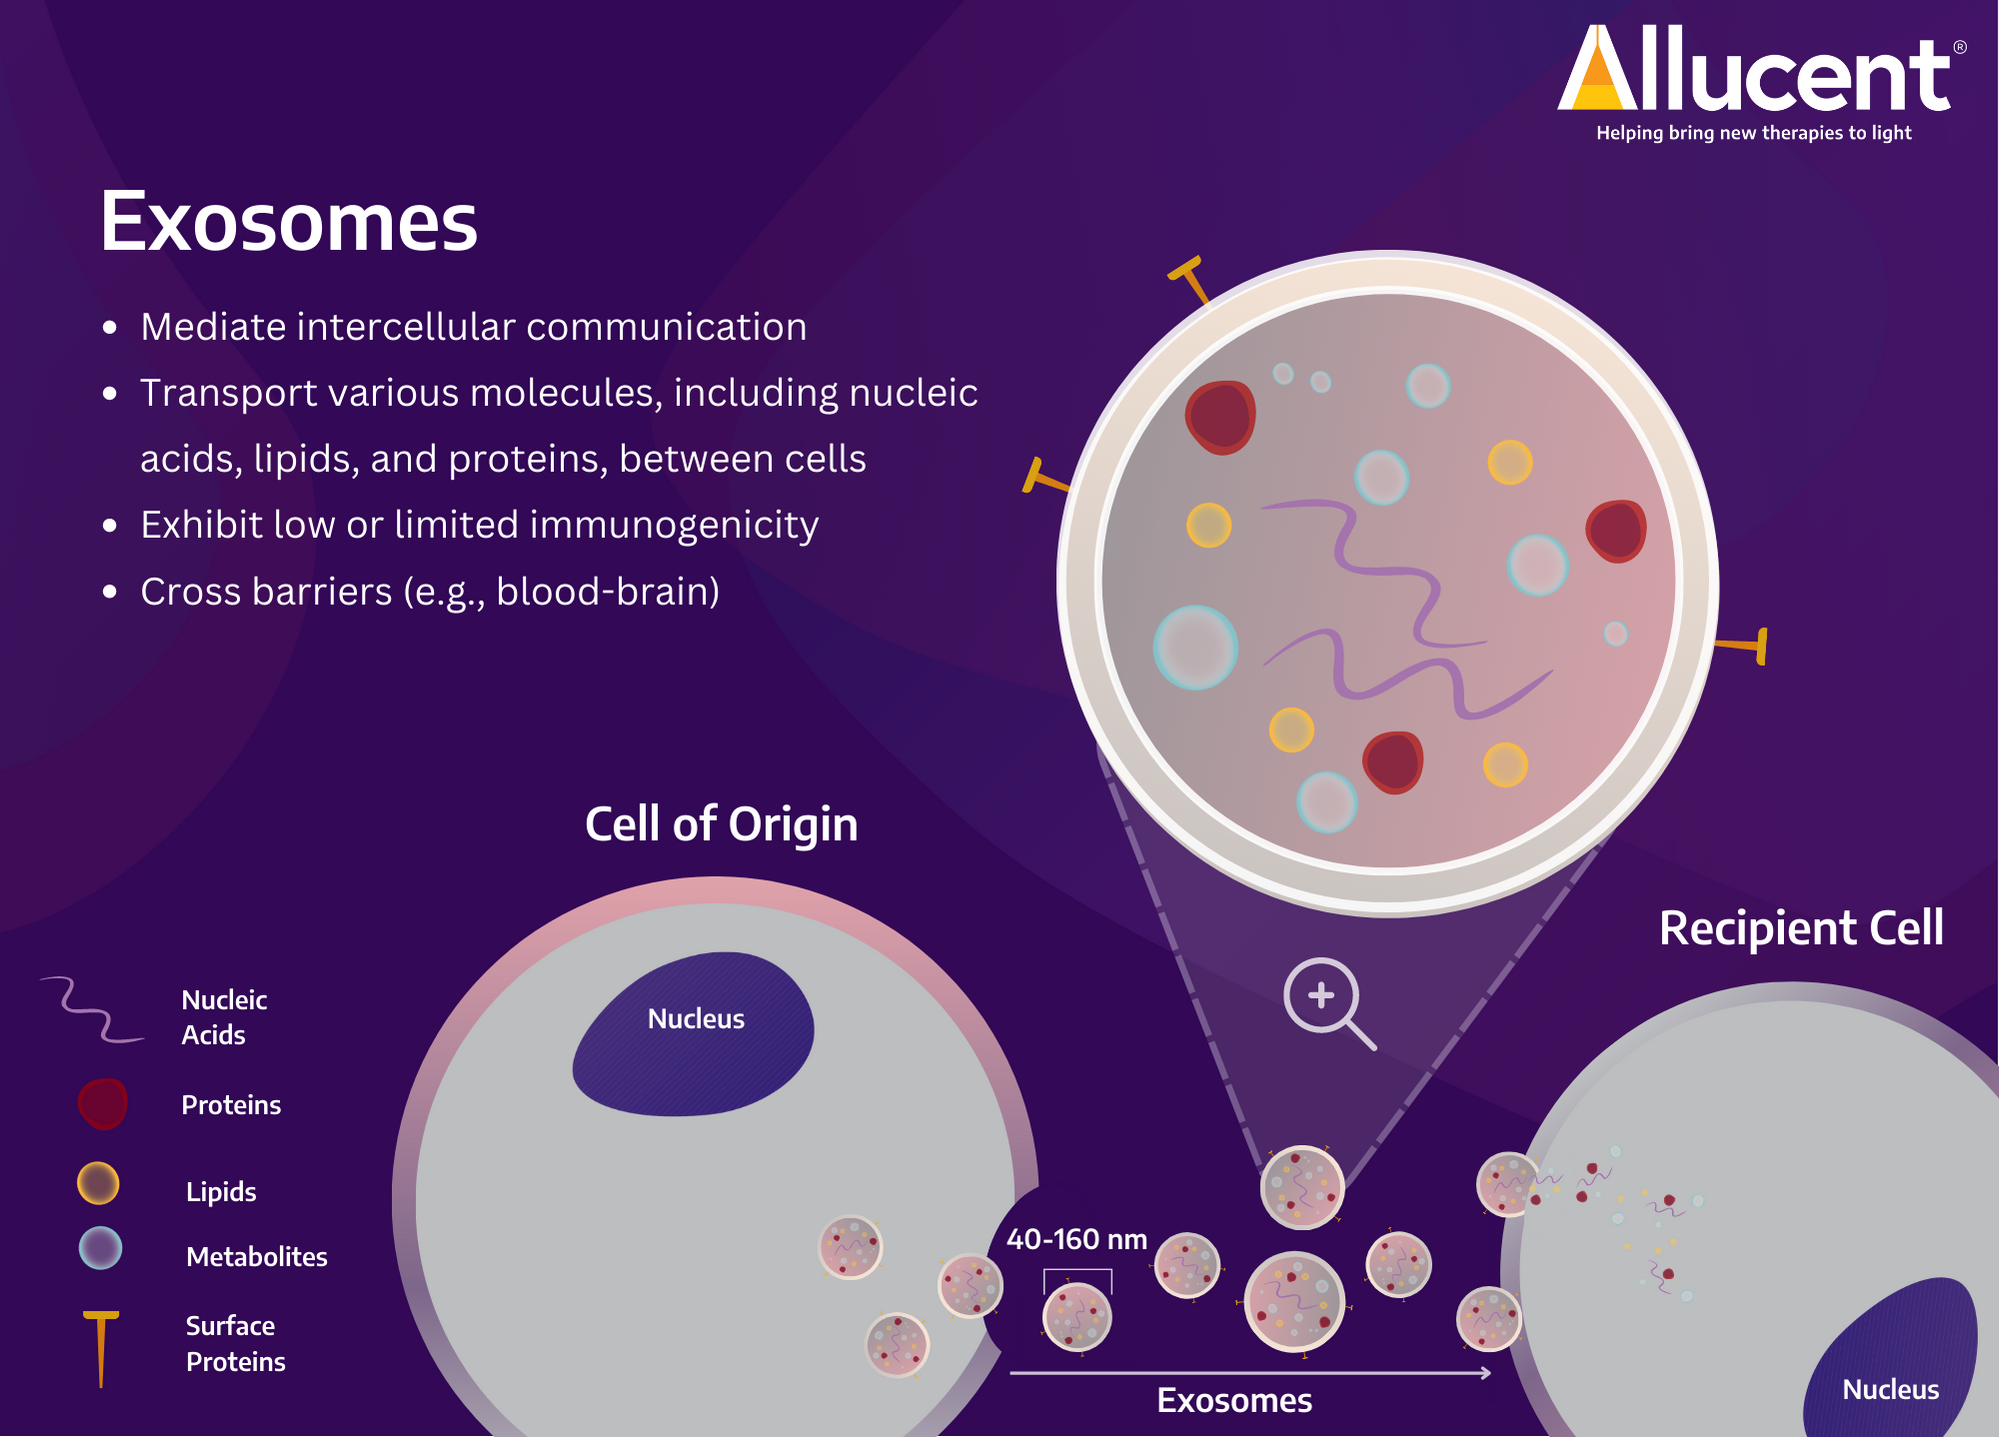 Allucent®
Helping bring new therapies to light
Exosomes
• Mediate intercellular communication
• Transport various molecules, including nucleic
acids, lipids, and proteins, between cells
• Exhibit low or limited immunogenicity
• Cross barriers (e.g., blood-brain)
Cell of Origin
Recipient Cell
Nucleus
Nucleic
Acids
Proteins
Lipids
Metabolites
Surface
Proteins
40-160 nm
Exosomes
Nucleus